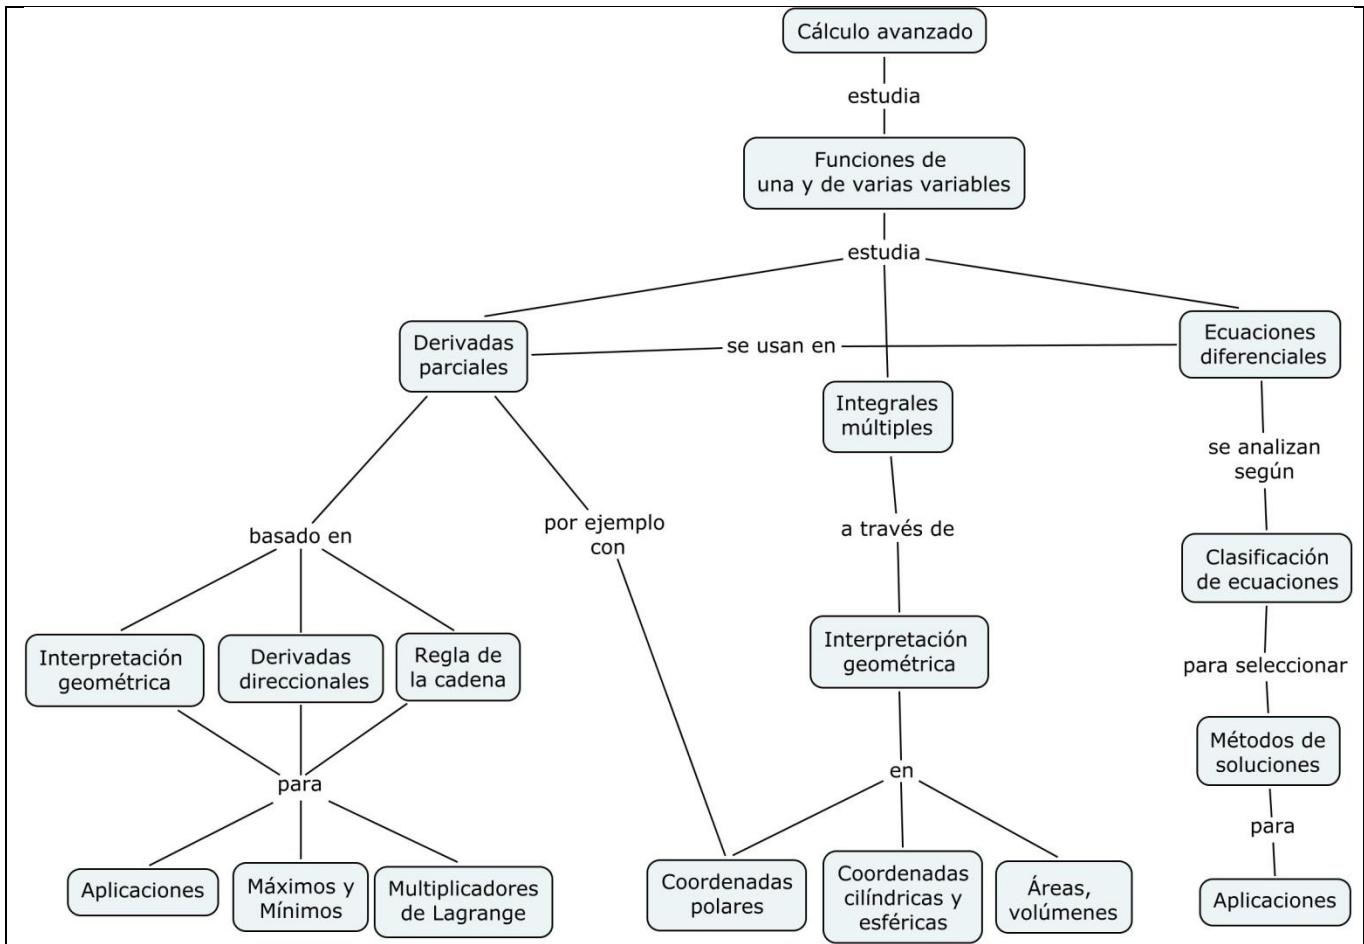 Cálculo avanzado
estudia
Funciones de
una y de varias variables
estudia
Derivadas
parciales
se usan en
Ecuaciones
diferenciales
Integrales
múltiples
se analizan
según
basado en
por ejemplo
con
a través de
Clasificación
de ecuaciones
Interpretación
geométrica
Derivadas
direccionales
Regla de
la cadena
Interpretación
geométrica
para seleccionar
Métodos de
soluciones
para
en
para
Aplicaciones
Máximos y
Mínimos
Multiplicadores
de Lagrange
Coordenadas
polares
Coordenadas
cilíndricas y
esféricas
Áreas,
volúmenes
Aplicaciones